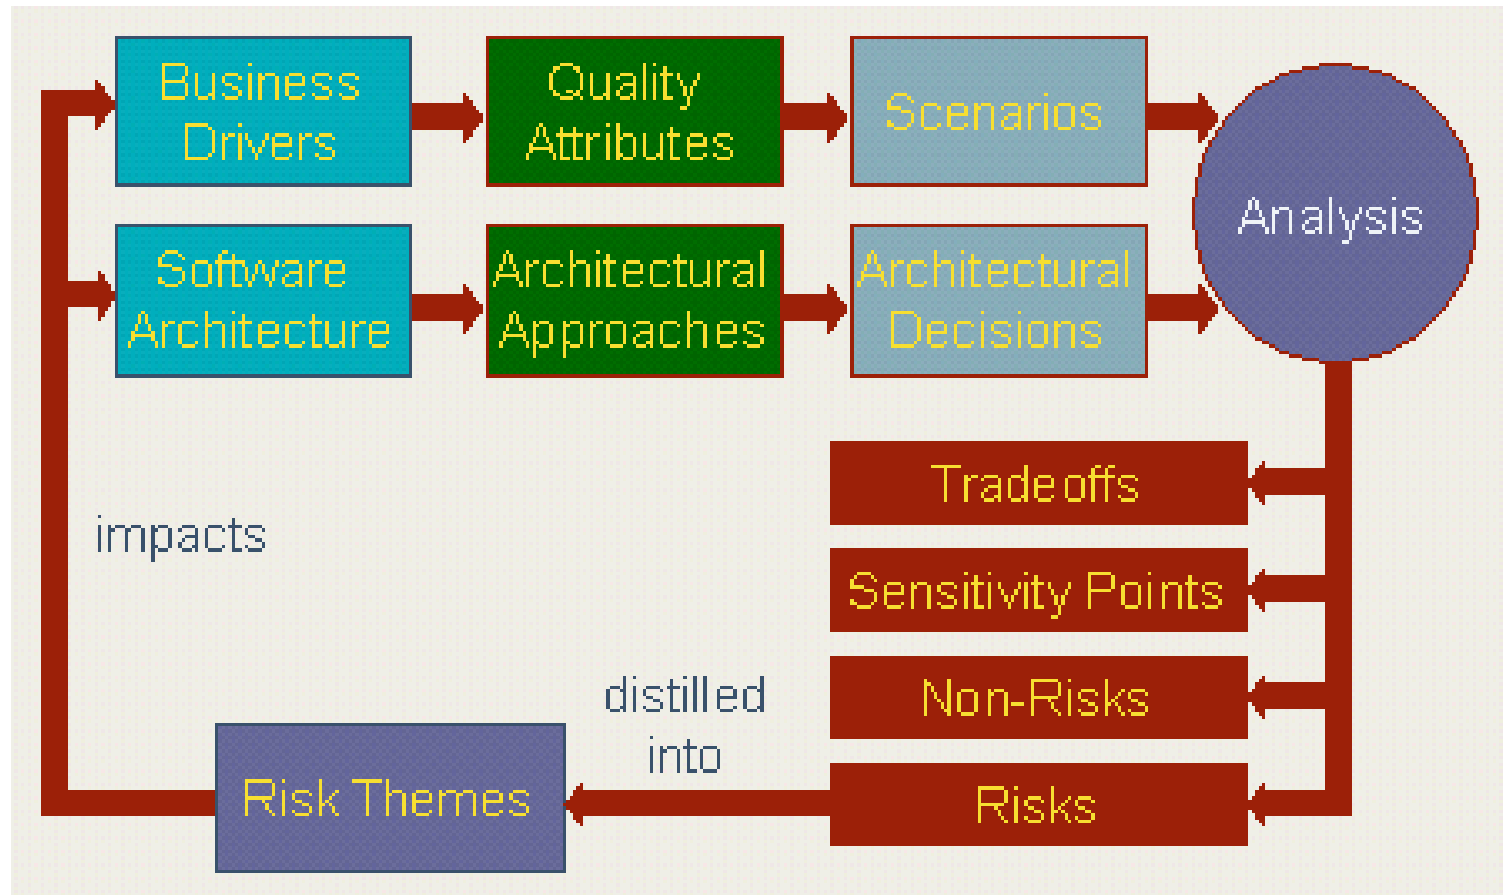 Business
Drivers
Quality
Attributes
Scenarios
Analysis
Software
Architecture
Architectural
Approaches
Architectural
Decisions
Tradeoffs
impacts
Sensitivity Points
distilled
into
Non-Risks
Risk Themes
Risks